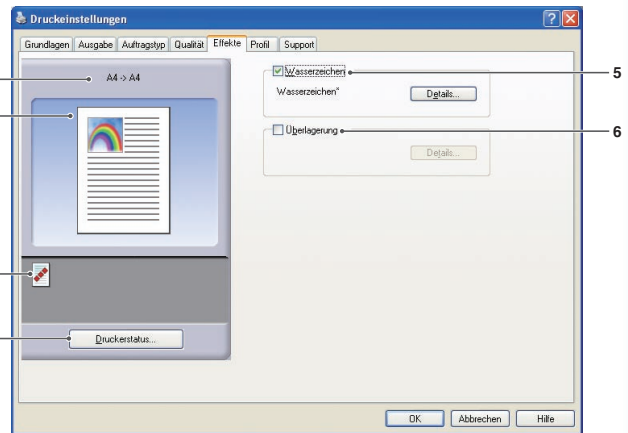 Druckeinstellungen
Grundlagen Ausgabe Auftragstyp Qualität Effekte Profil Support
A4 -> A4
Wasserzeichen 5
Wasserzeichen* Details...
Überlagerung 6
Details...
Druckerstatus...
OK Abbrechen Hilfe